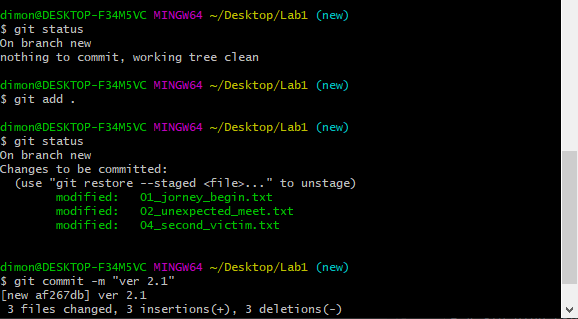 dimon@DESKTOP-F34M5VC MINGW64 ~/Desktop/Lab1 (new)
$ git status
On branch new
nothing to commit, working tree clean
dimon@DESKTOP-F34M5VC MINGW64 ~/Desktop/Lab1 (new)
$ git add .
dimon@DESKTOP-F34M5VC MINGW64 ~/Desktop/Lab1 (new)
$ git status
On branch new
Changes to be committed:
  (use "git restore --staged <file>..." to unstage)
        modified:   01_jorney_begin.txt
        modified:   02_unexpected_meet.txt
        modified:   04_second_victim.txt
dimon@DESKTOP-F34M5VC MINGW64 ~/Desktop/Lab1 (new)
$ git commit -m "ver 2.1"
[new af267db] ver 2.1
 3 files changed, 3 insertions(+), 3 deletions(-)